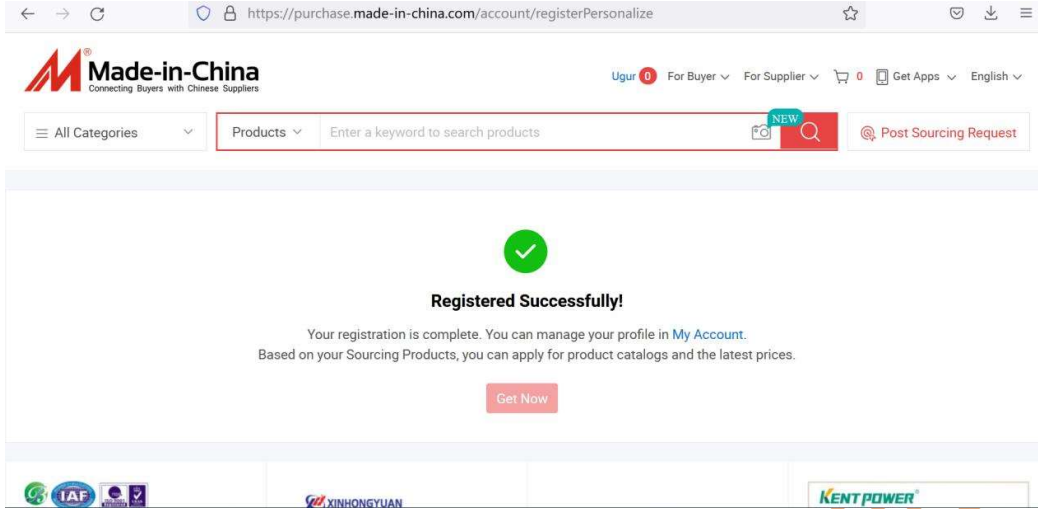 https://purchase.made-in-china.com/account/registerPersonalize
Made-in-China®
Connecting Buyers with Chinese Suppliers
Ugur 0 For Buyer For Supplier 0 Get Apps English
All Categories Products Enter a keyword to search products NEW Post Sourcing Request
Registered Successfully!
Your registration is complete. You can manage your profile in My Account.
Based on your Sourcing Products, you can apply for product catalogs and the latest prices.
Get Now
IAF
XINHONGYUAN
KENTPOWER®